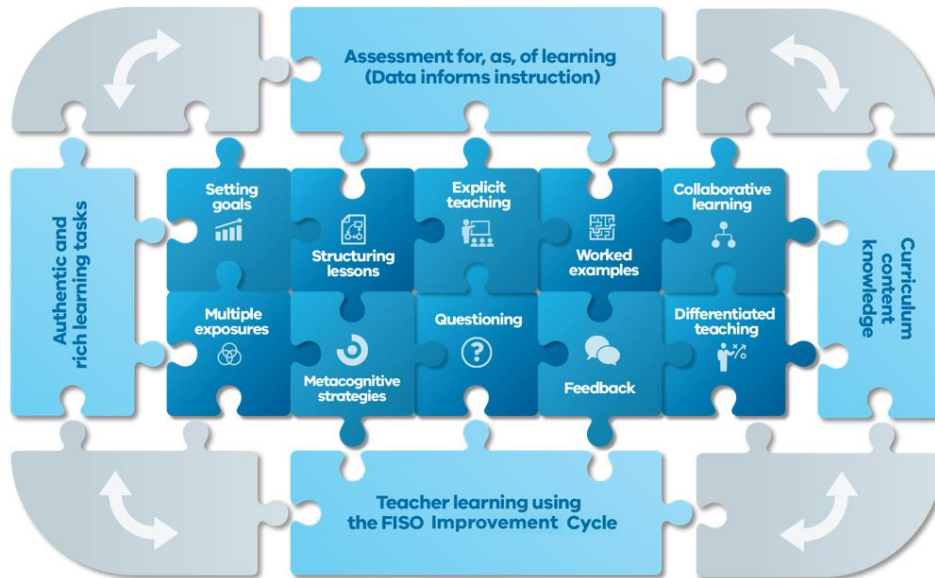 Assessment for, as, of learning
(Data informs instruction)
Authentic and
rich learning tasks
Setting
goals
Structuring
lessons
Explicit
teaching
Worked
examples
Collaborative
learning
Multiple
exposures
Metacognitive
strategies
Questioning
?
Feedback
Differentiated
teaching
Curriculum
content
knowledge
Teacher learning using
the FISO Improvement Cycle